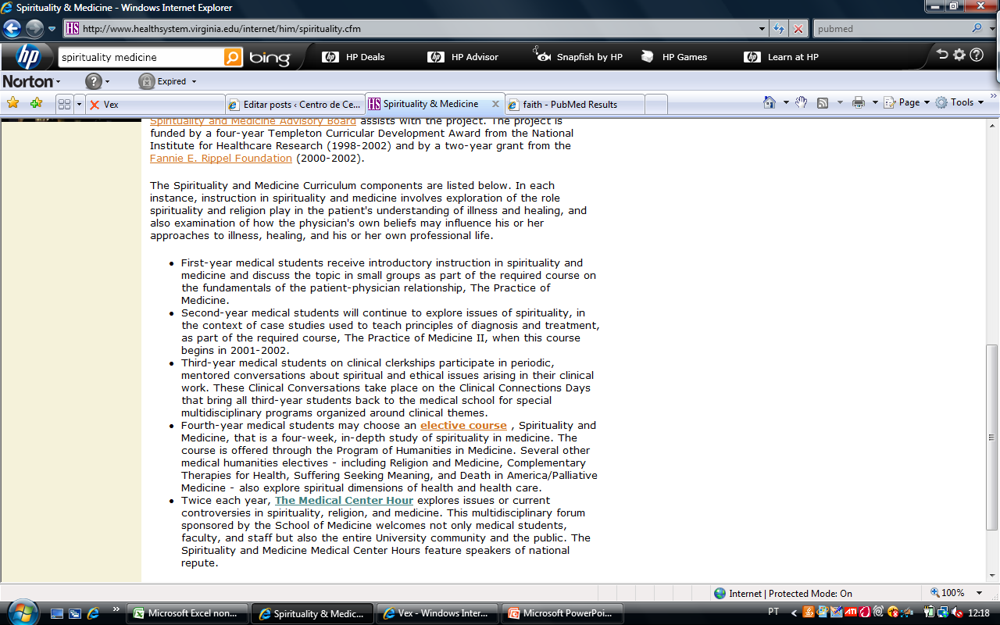 Spirituality & Medicine - Windows Internet Explorer
http://www.healthsystem.virginia.edu/internet/him/spirituality.cfm
pubmed
hp
spirituality medicine
bing
HP Deals
HP Advisor
Snapfish by HP
HP Games
Learn at HP
Norton
Expired
Vex
Editar posts ‹ Centro de Ce...
HS
Spirituality & Medicine
faith - PubMed Results
Page
Tools
Spirituality and Medicine Advisory Board assists with the project. The project is
funded by a four-year Templeton Curricular Development Award from the National
Institute for Healthcare Research (1998-2002) and by a two-year grant from the
Fannie E. Rippel Foundation (2000-2002).
The Spirituality and Medicine Curriculum components are listed below. In each
instance, instruction in spirituality and medicine involves exploration of the role
spirituality and religion play in the patient's understanding of illness and healing, and
also examination of how the physician's own beliefs may influence his or her
approaches to illness, healing, and his or her own professional life.
• First-year medical students receive introductory instruction in spirituality and
medicine and discuss the topic in small groups as part of the required course on
the fundamentals of the patient-physician relationship, The Practice of
Medicine.
• Second-year medical students will continue to explore issues of spirituality, in
the context of case studies used to teach principles of diagnosis and treatment,
as part of the required course, The Practice of Medicine II, when this course
begins in 2001-2002.
• Third-year medical students on clinical clerkships participate in periodic,
mentored conversations about spiritual and ethical issues arising in their clinical
work. These Clinical Conversations take place on the Clinical Connections Days
that bring all third-year students back to the medical school for special
multidisciplinary programs organized around clinical themes.
• Fourth-year medical students may choose an elective course , Spirituality and
Medicine, that is a four-week, in-depth study of spirituality in medicine. The
course is offered through the Program of Humanities in Medicine. Several other
medical humanities electives - including Religion and Medicine, Complementary
Therapies for Health, Suffering Seeking Meaning, and Death in America/Palliative
Medicine - also explore spiritual dimensions of health and health care.
• Twice each year, The Medical Center Hour explores issues or current
controversies in spirituality, religion, and medicine. This multidisciplinary forum
sponsored by the School of Medicine welcomes not only medical students,
faculty, and staff but also the entire University community and the public. The
Spirituality and Medicine Medical Center Hours feature speakers of national
repute.
Internet | Protected Mode: On
100%
Microsoft Excel non...
Spirituality & Medic...
Vex - Windows Inter...
Microsoft PowerPoi...
PT
ATI
12:18